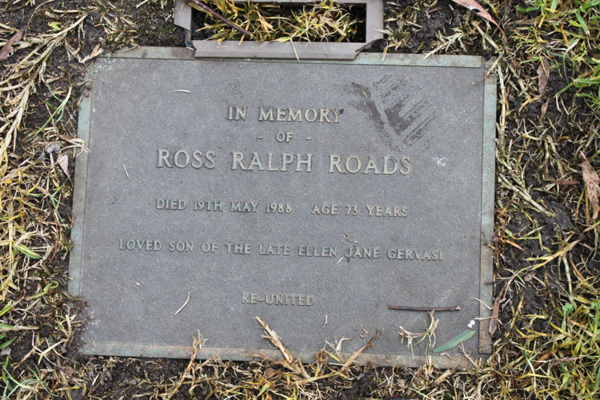 IN MEMORY
- OF -
ROSS RALPH ROADS
DIED 19TH MAY 1988 AGE 73 YEARS
LOVED SON OF THE LATE ELLEN JANE GERVASI
RE-UNITED